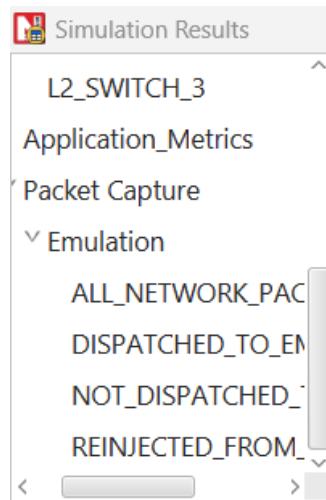 Simulation Results
L2_SWITCH_3
Application_Metrics
Packet Capture
Emulation
ALL_NETWORK_PAC
DISPATCHED_TO_EM
NOT_DISPATCHED_
REINJECTED_FROM_